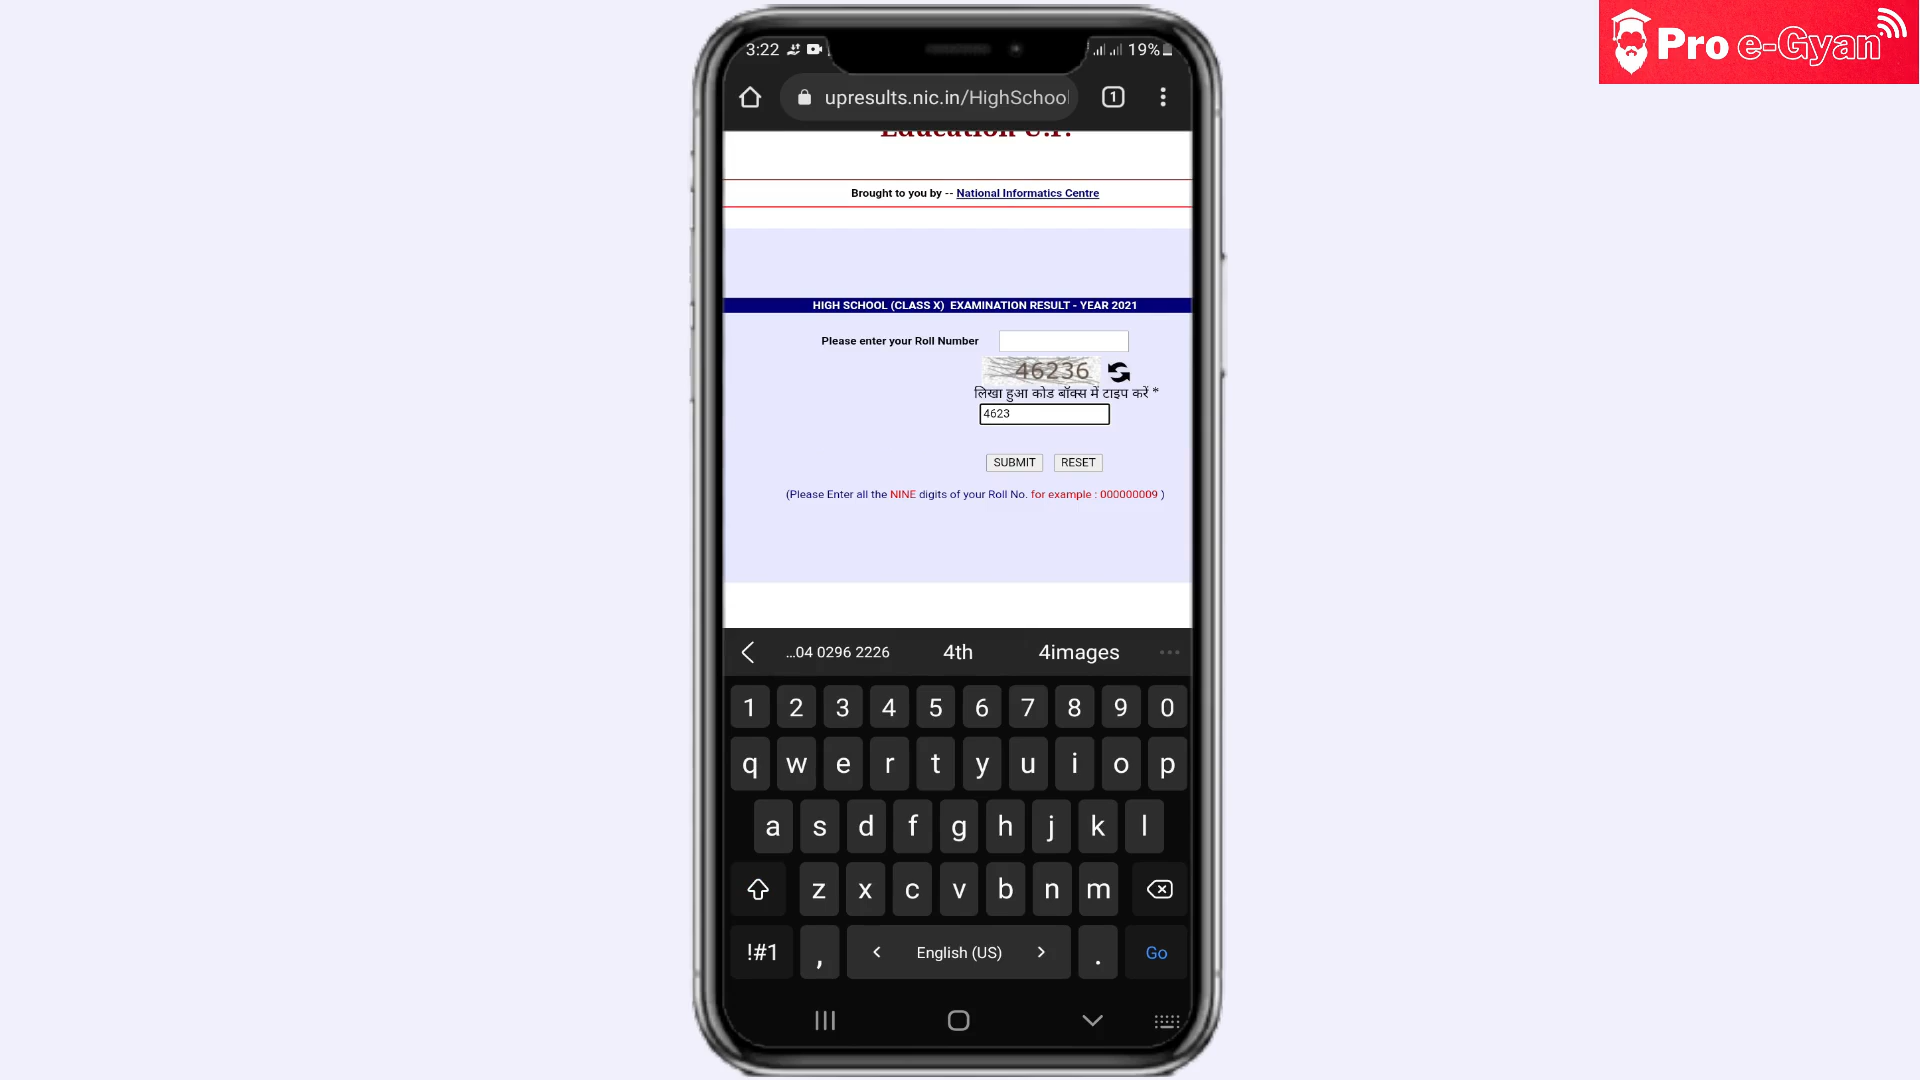 Pro e-Gyan
3:22
19%
upresults.nic.in/HighSchool
1
Education U.P.
Brought to you by -- National Informatics Centre
HIGH SCHOOL (CLASS X) EXAMINATION RESULT - YEAR 2021
Please enter your Roll Number
46236
लिखा हुआ कोड बॉक्स में टाइप करें *
4623
SUBMIT RESET
(Please Enter all the NINE digits of your Roll No. for example : 000000009 )
...04 0296 2226 4th 4images
1 2 3 4 5 6 7 8 9 0
q w e r t y u i o p
a s d f g h j k l
z x c v b n m
!#1 , < English (US) > . Go